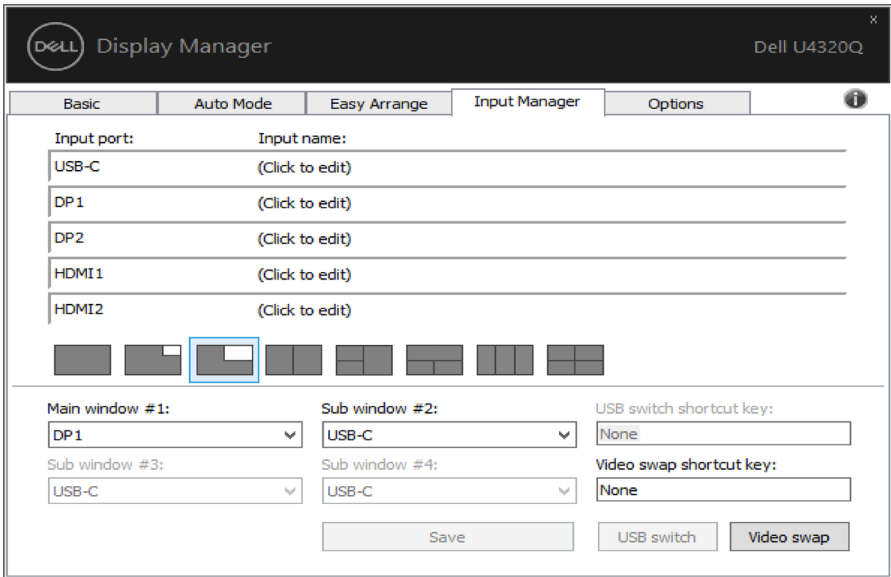 x
DELL Display Manager Dell U4320Q
Basic Auto Mode Easy Arrange Input Manager Options i
Input port: Input name:
USB-C (Click to edit)
DP1 (Click to edit)
DP2 (Click to edit)
HDMI1 (Click to edit)
HDMI2 (Click to edit)
Main window #1: Sub window #2: USB switch shortcut key:
DP1 USB-C None
Sub window #3: Sub window #4: Video swap shortcut key:
USB-C USB-C None
Save USB switch Video swap